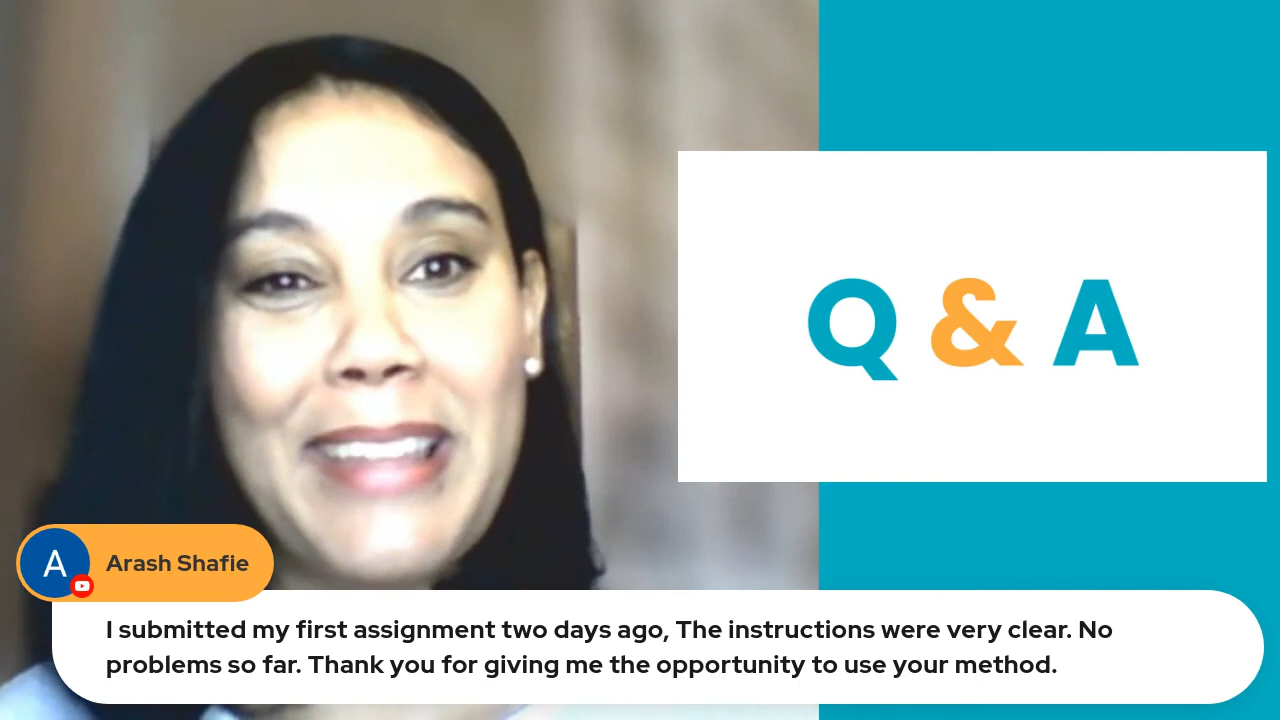 Q & A
A
Arash Shafie
I submitted my first assignment two days ago, The instructions were very clear. No
problems so far. Thank you for giving me the opportunity to use your method.